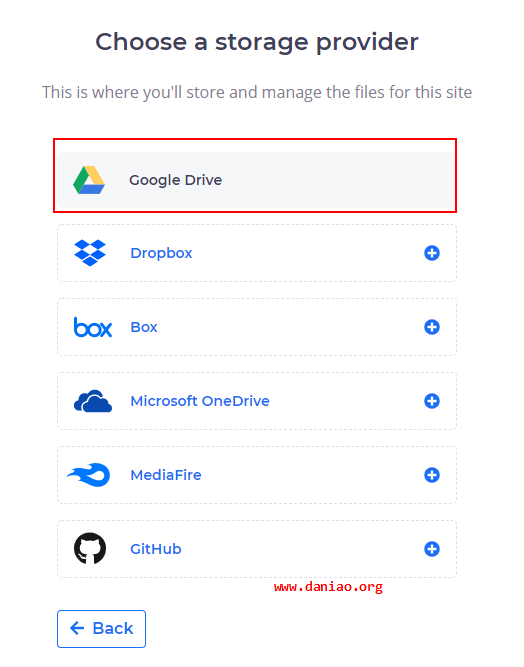 Choose a storage provider
This is where you'll store and manage the files for this site
Google Drive
Dropbox
box
Box
Microsoft OneDrive
MediaFire
GitHub
www.daniao.org
Back